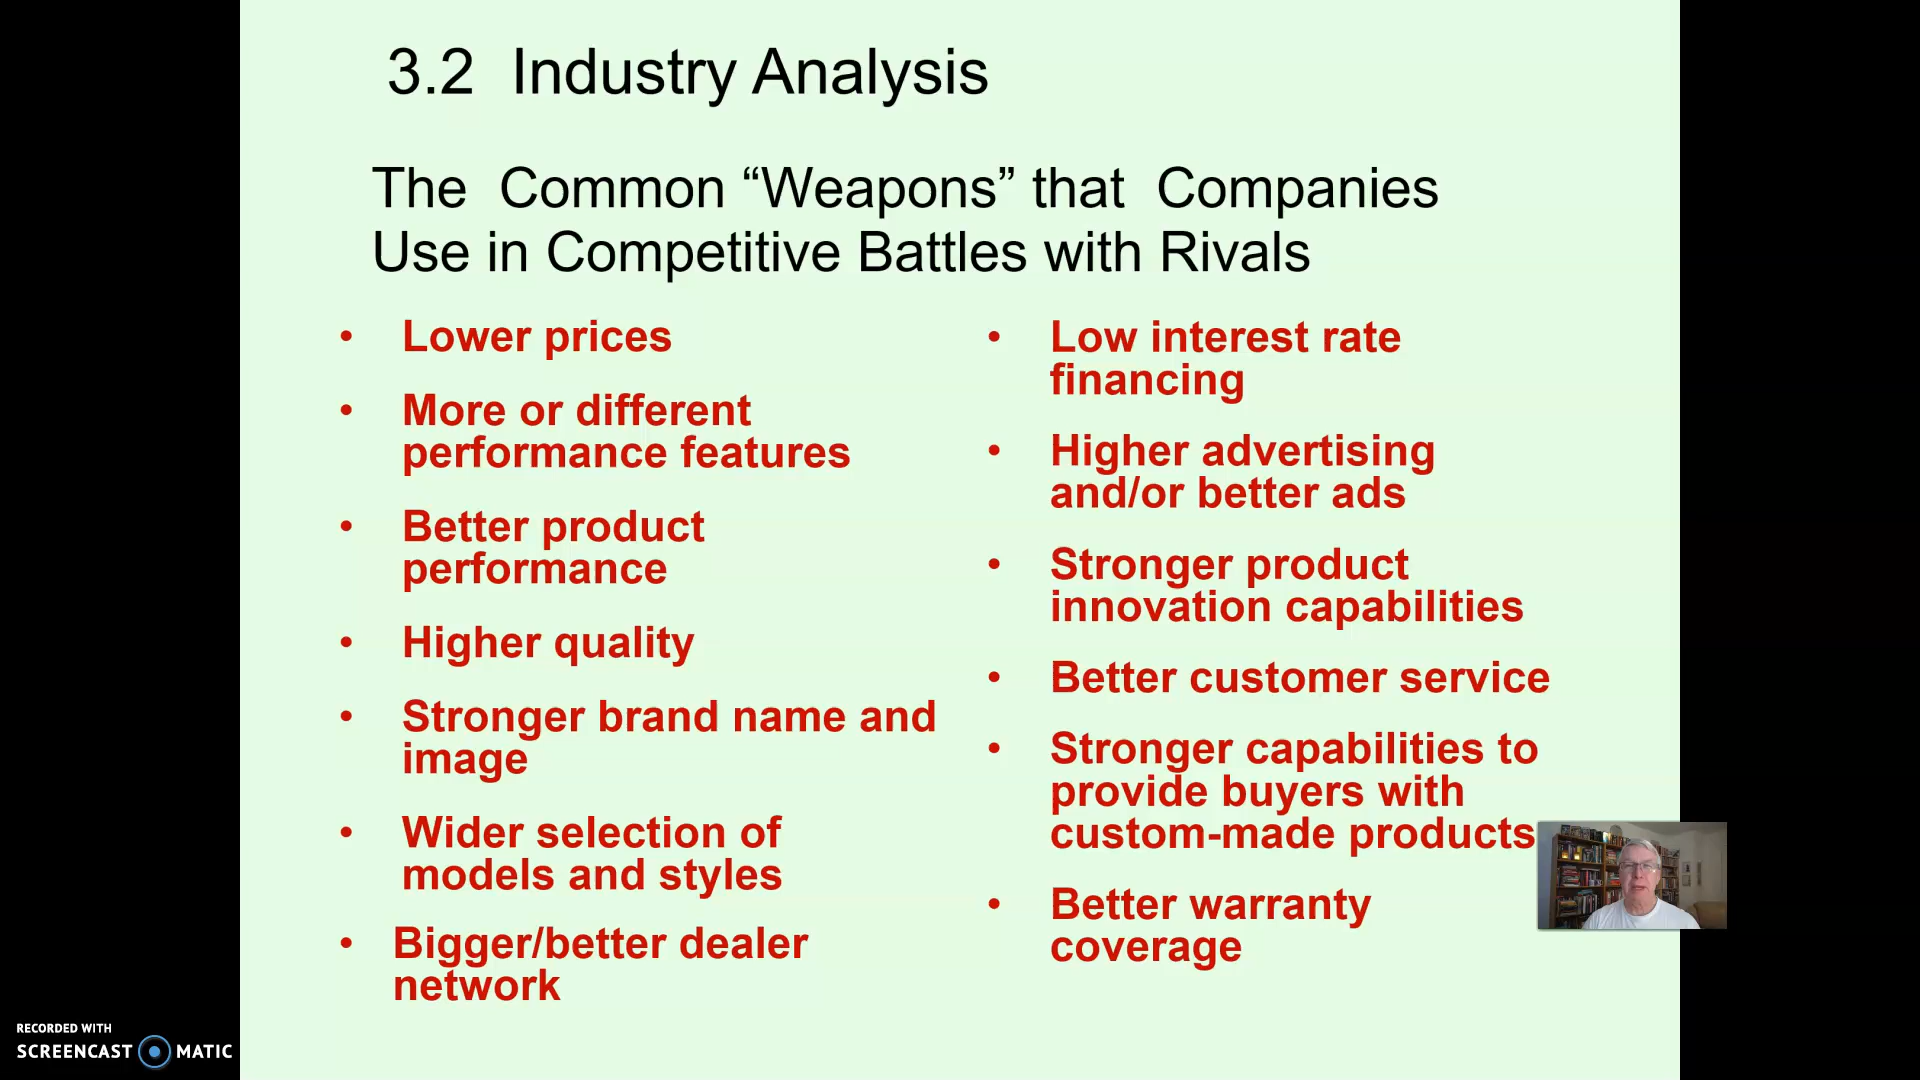 3.2 Industry Analysis
The Common “Weapons” that Companies
Use in Competitive Battles with Rivals
• Lower prices
• More or different
performance features
• Better product
performance
• Higher quality
• Stronger brand name and
image
• Wider selection of
models and styles
• Bigger/better dealer
network
• Low interest rate
financing
• Higher advertising
and/or better ads
• Stronger product
innovation capabilities
• Better customer service
• Stronger capabilities to
provide buyers with
custom-made products
• Better warranty
coverage
RECORDED WITH
SCREENCAST MATIC